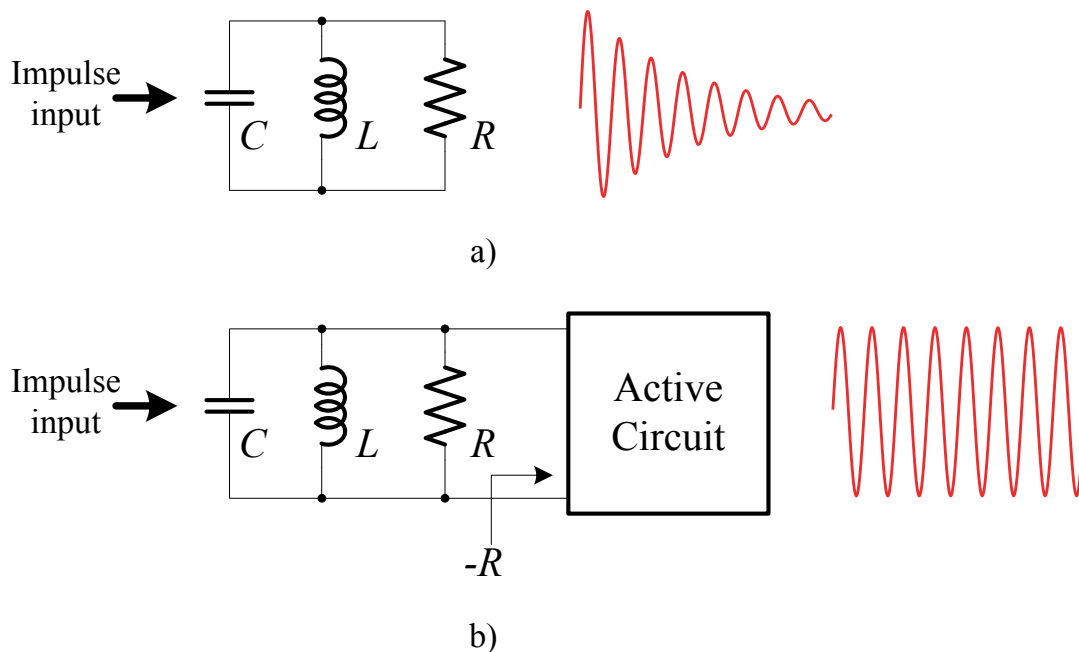 Impulse
input
C
L
R
a)
Impulse
input
C
L
R
Active
Circuit
-R
b)